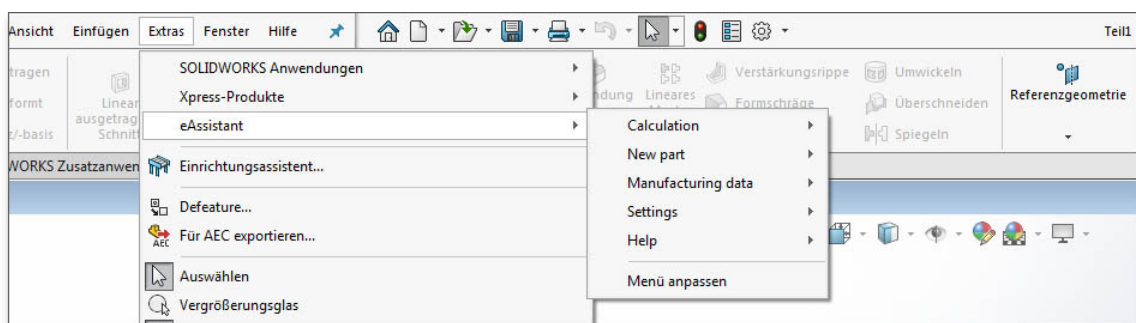 Ansicht Einfügen Extras Fenster Hilfe Teil1
SOLIDWORKS Anwendungen
Xpress-Produkte
eAssistant
Einrichtungsassistent...
Defeature...
AEC Für AEC exportieren...
Auswählen
Vergrößerungsglas
Calculation
New part
Manufacturing data
Settings
Help
Menü anpassen
tragen
formt
z/-basis
Linear
ausgetrag
Schnitt
ndung
Lineares
Verstärkungsrippe
Formschräge
Umwickeln
Überschneiden
Spiegeln
Referenzgeometrie
WORKS Zusatzanwen